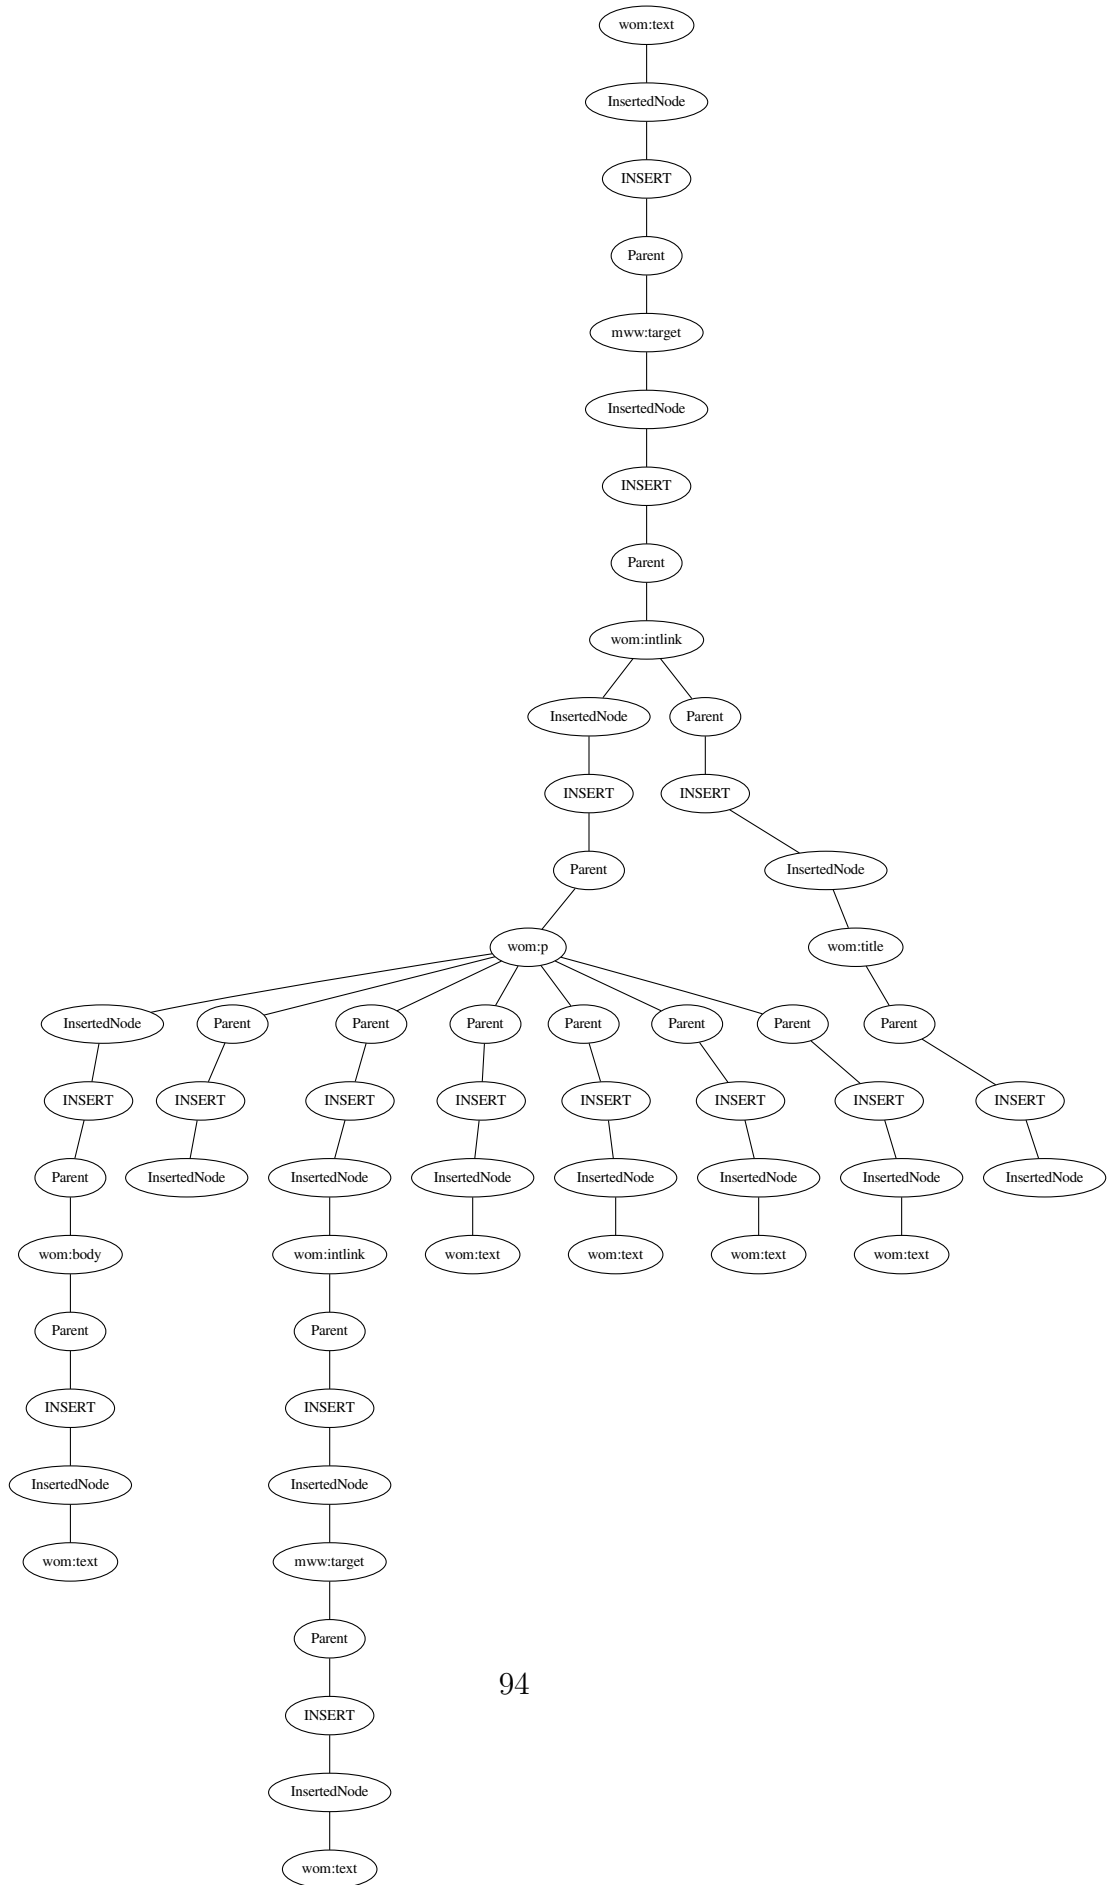 wom:text
InsertedNode
INSERT
Parent
mww:target
InsertedNode
INSERT
Parent
wom:intlink
InsertedNode Parent
INSERT INSERT
Parent InsertedNode
wom:p wom:title
InsertedNode Parent Parent Parent Parent Parent Parent Parent
INSERT INSERT INSERT INSERT INSERT INSERT INSERT INSERT
Parent InsertedNode InsertedNode InsertedNode InsertedNode InsertedNode InsertedNode InsertedNode
wom:body wom:intlink wom:text wom:text wom:text wom:text
Parent Parent
INSERT INSERT
InsertedNode InsertedNode
wom:text mww:target
Parent
94
INSERT
InsertedNode
wom:text